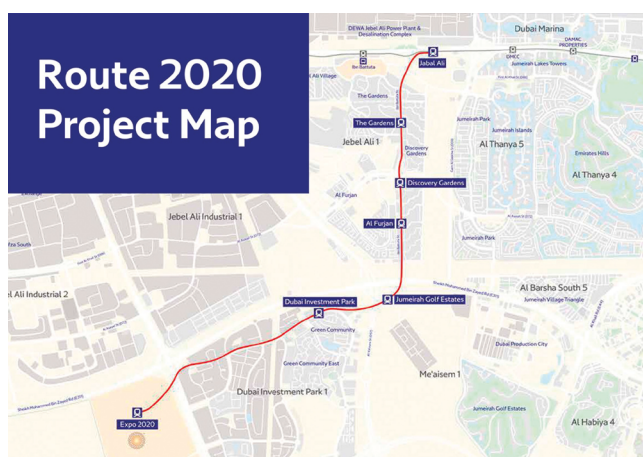 Route 2020
Project Map
DEWA Jebel Ali Power Plant &
Desalination Complex
Dubai Marina
DAMAC
PROPERTIES
Ibn Battuta
Jabal Ali
DMCC
Jumeirah Lakes Towers
Ali Village
The Gardens
The Gardens
Jebel Ali 1
Discovery
Gardens
Jumeirah Park
Jumeirah Islands
Al Thanya 5
Emirates Hills
Al Thanya 4
Discovery Gardens
Al Furjan
Al Furjan
Jebel Ali Industrial 1
Jumeirah Park
el Ali Industrial 2
Al Barsha South 5
Jumeirah Village Triangle
Dubai Investment Park
Jumeirah Golf Estates
Green Community
Green Community East
Dubai Production City
Me'aisem 1
Dubai Investment Park 1
Jumeirah Golf Estates
Al Habiya 4
Expo 2020